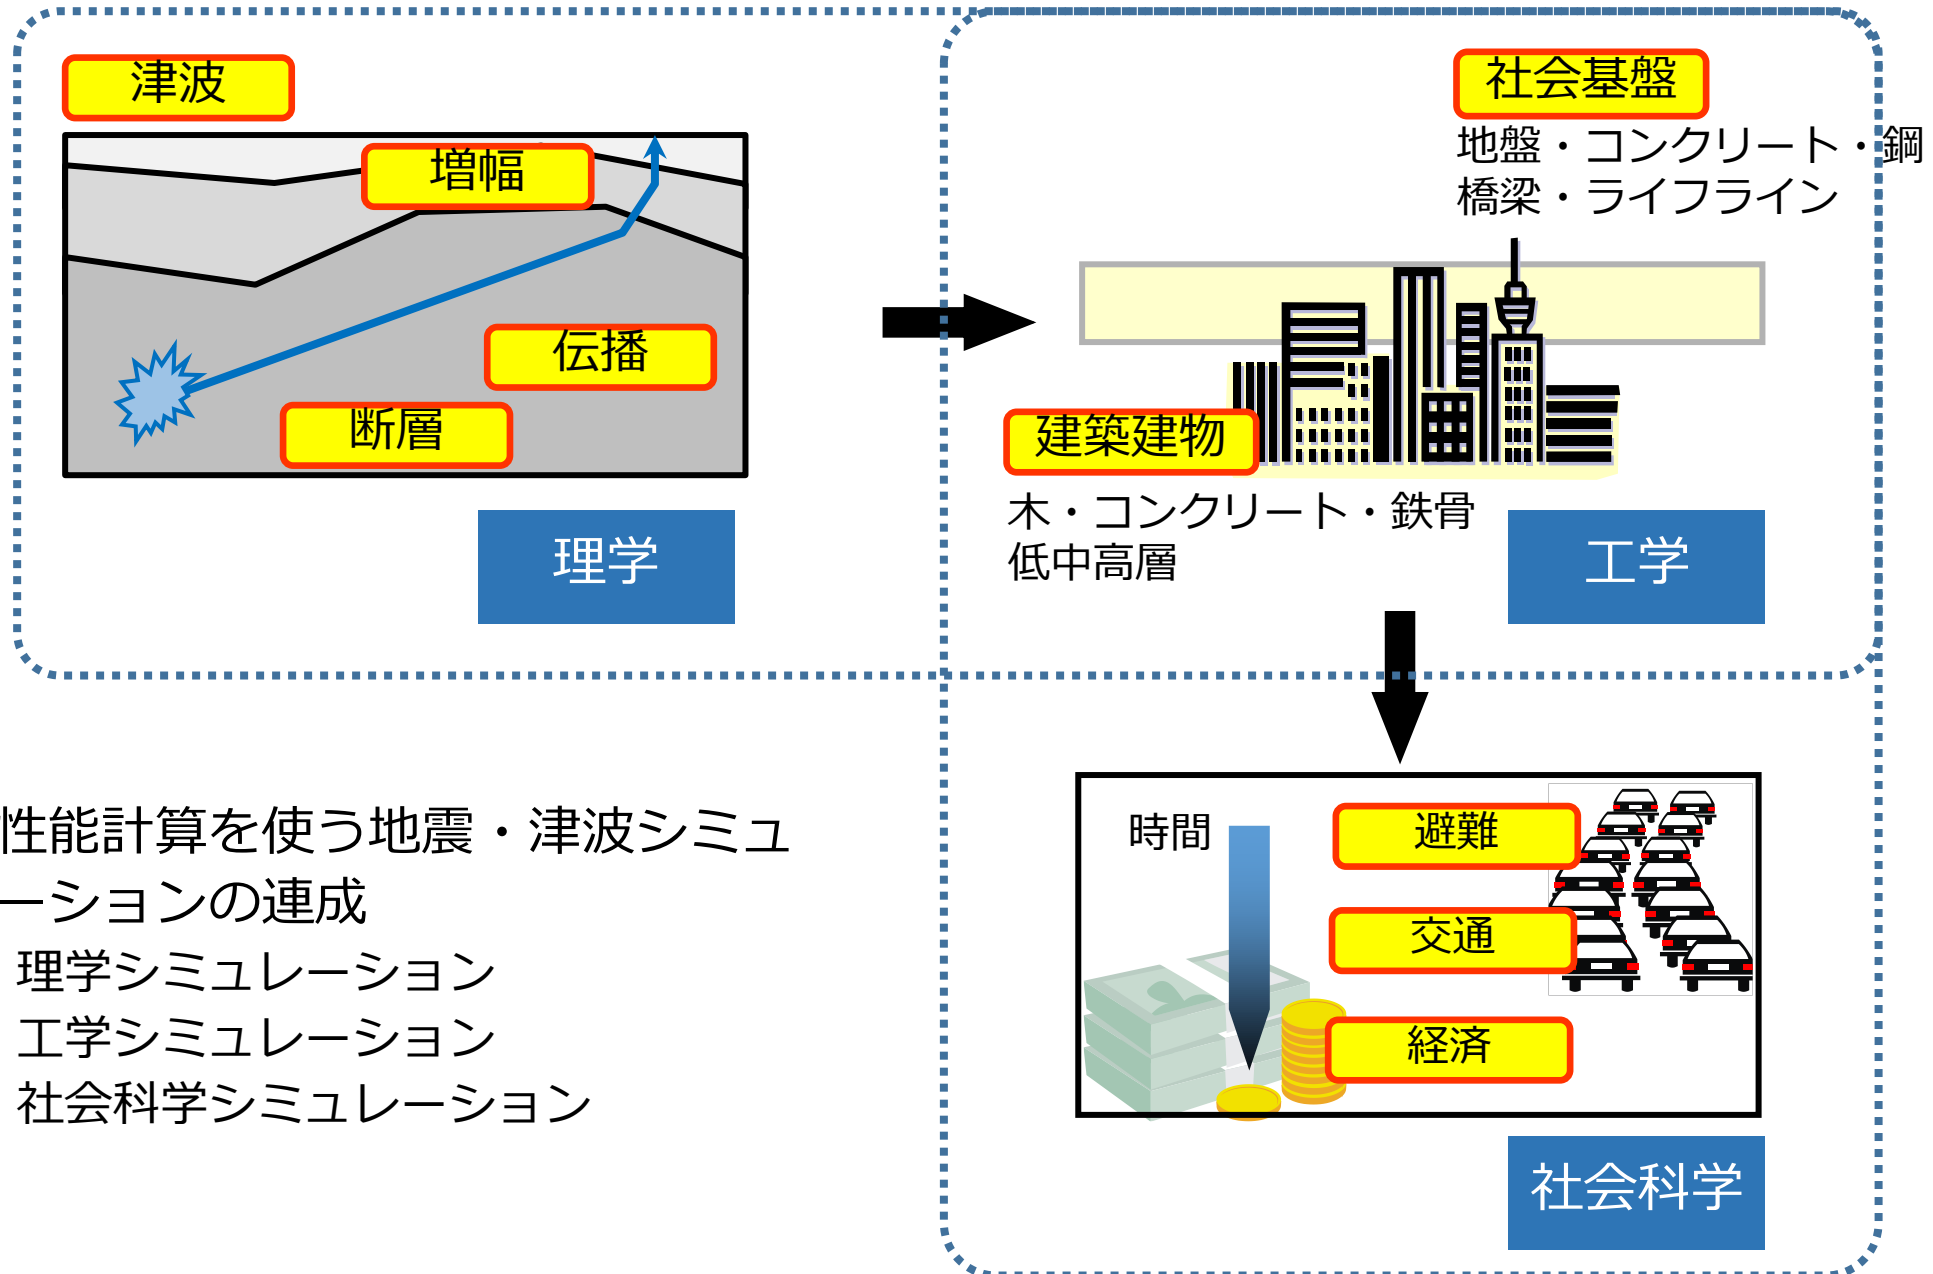 津波
増幅
伝播
断層
理学
社会基盤
地盤・コンクリート・鋼
橋梁・ライフライン
建築建物
木・コンクリート・鉄骨
低中高層
工学
性能計算を使う地震・津波シミュ
ーションの連成
理学シミュレーション
工学シミュレーション
社会科学シミュレーション
時間
避難
交通
経済
社会科学